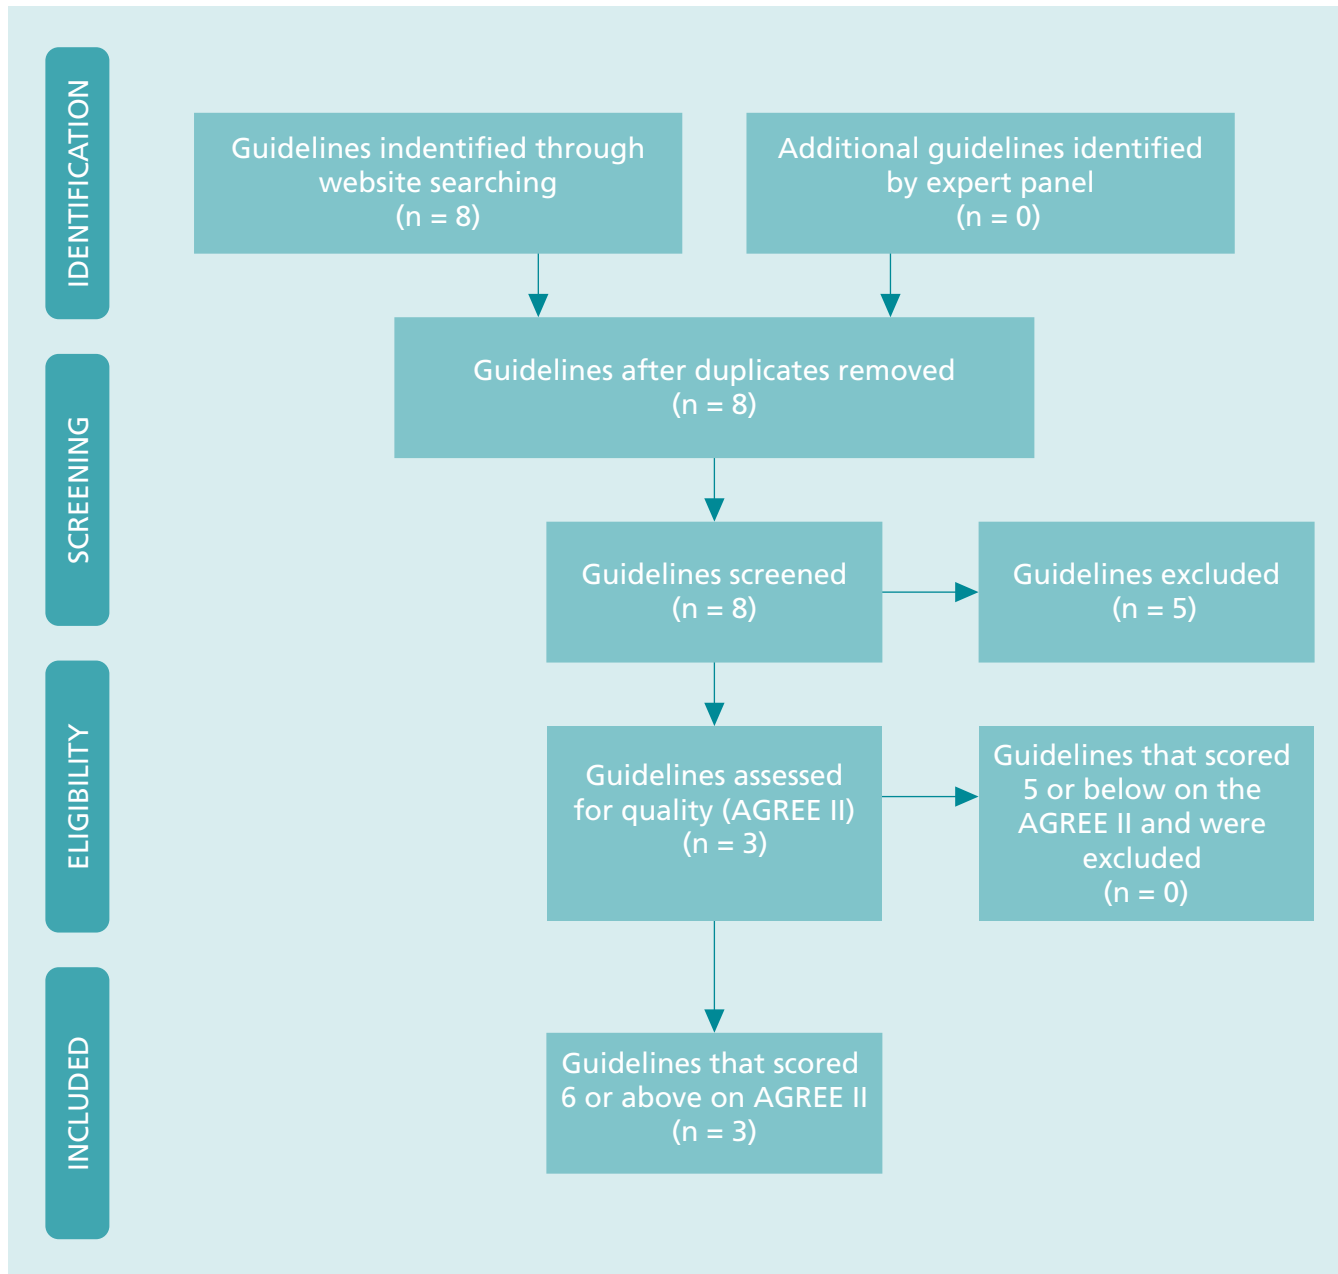 IDENTIFICATION
Guidelines indentified through
website searching
(n = 8)
Additional guidelines identified
by expert panel
(n = 0)
SCREENING
Guidelines after duplicates removed
(n = 8)
Guidelines screened
(n = 8)
Guidelines excluded
(n = 5)
ELIGIBILITY
Guidelines assessed
for quality (AGREE II)
(n = 3)
Guidelines that scored
5 or below on the
AGREE II and were
excluded
(n = 0)
INCLUDED
Guidelines that scored
6 or above on AGREE II
(n = 3)